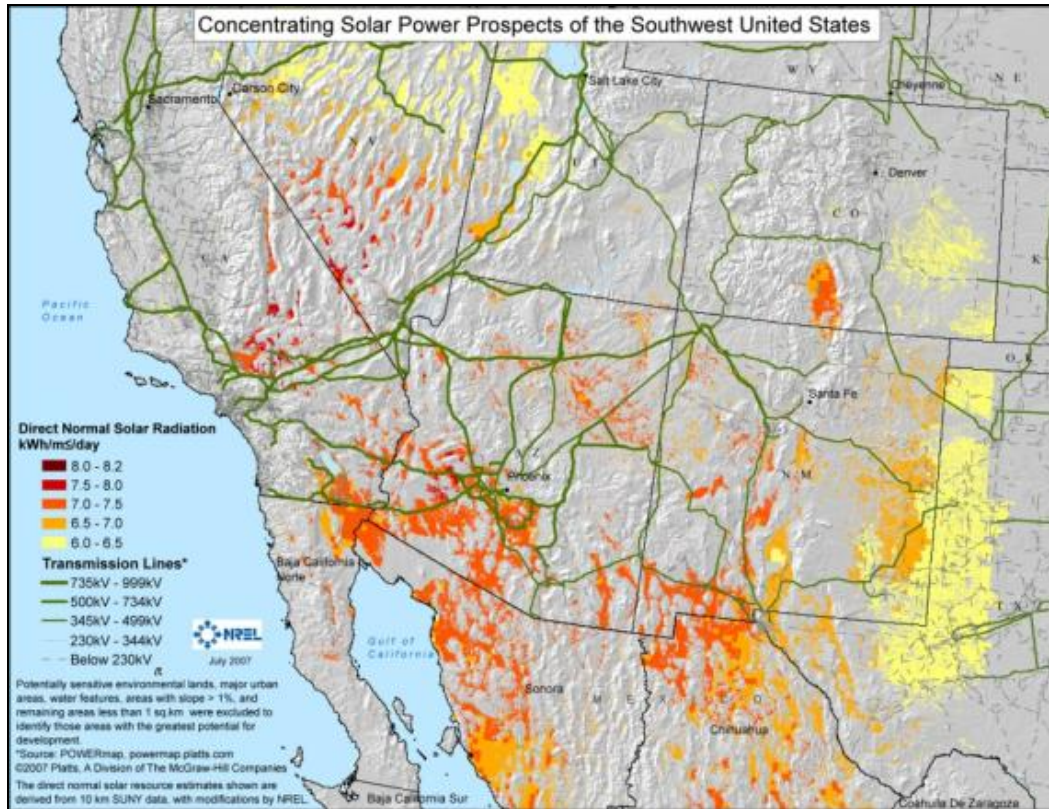 Concentrating Solar Power Prospects of the Southwest United States
W Y
N E
Salt Lake City
Cheyenne
Carson City
Sacramento
N V
U T
Denver
C O
C A
K
Pacific
Ocean
O K
Santa Fe
A Z
Phoenix
N M
Direct Normal Solar Radiation
kWh/m≤/day
8.0 - 8.2
7.5 - 8.0
7.0 - 7.5
6.5 - 7.0
6.0 - 6.5
Transmission Lines*
735kV - 999kV
500kV - 734kV
345kV - 499kV
230kV - 344kV
Below 230kV
NREL
July 2007
Baja California
Norte
Gulf of
California
T X
Sonora
M E X I C O
Chihuahua
Potentially sensitive environmental lands, major urban
areas, water features, areas with slope > 1%, and
remaining areas less than 1 sq.km were excluded to
identify those areas with the greatest potential for
development.
*Source: POWERmap, powermap.platts.com
©2007 Platts, A Division of The McGraw-Hill Companies
The direct normal solar resource estimates shown are
derived from 10 km SUNY data, with modifications by NREL.
Baja California Sur
Coahuila De Zaragoza